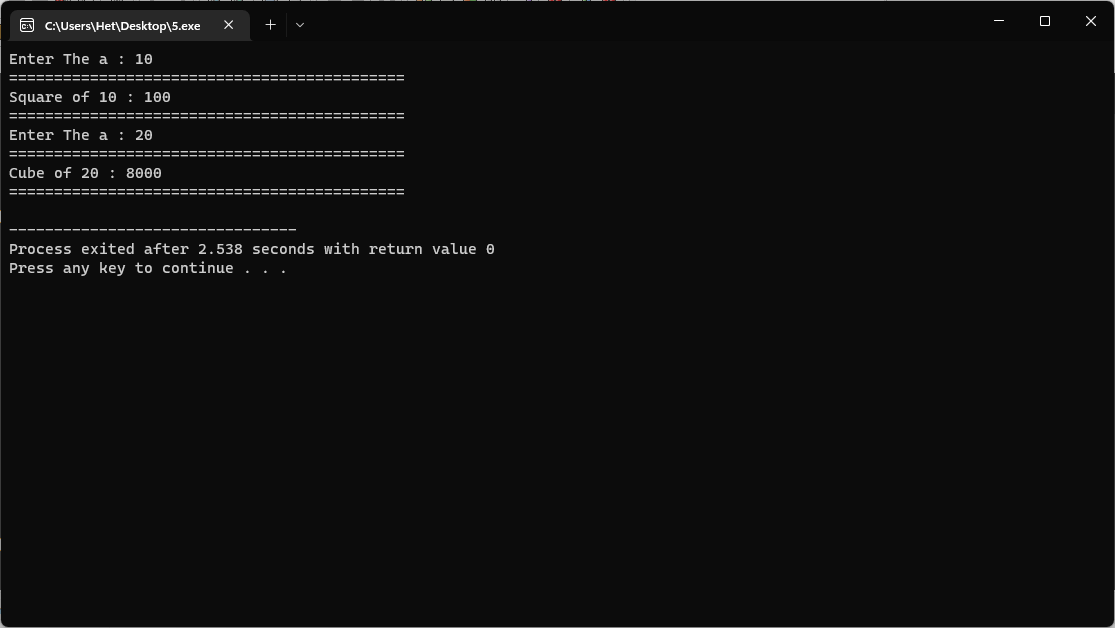 C:\Users\Het\Desktop\5.exe
Enter The a : 10
============================================
Square of 10 : 100
============================================
Enter The a : 20
============================================
Cube of 20 : 8000
============================================
--------------------------------
Process exited after 2.538 seconds with return value 0
Press any key to continue . . .